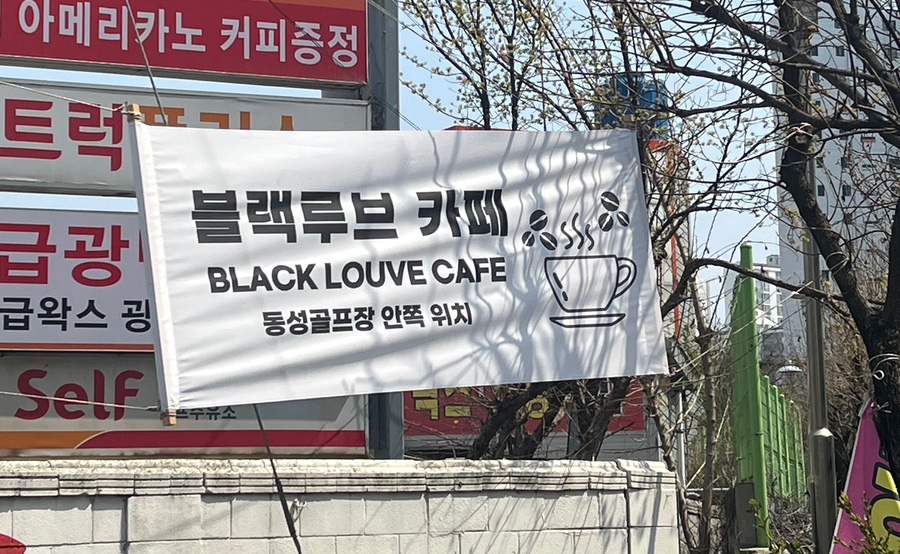 아메리카노 커피증정
트럭
블랙루브 카페
BLACK LOUVE CAFE
동성골프장 안쪽 위치
급광
급왁스 광
Self